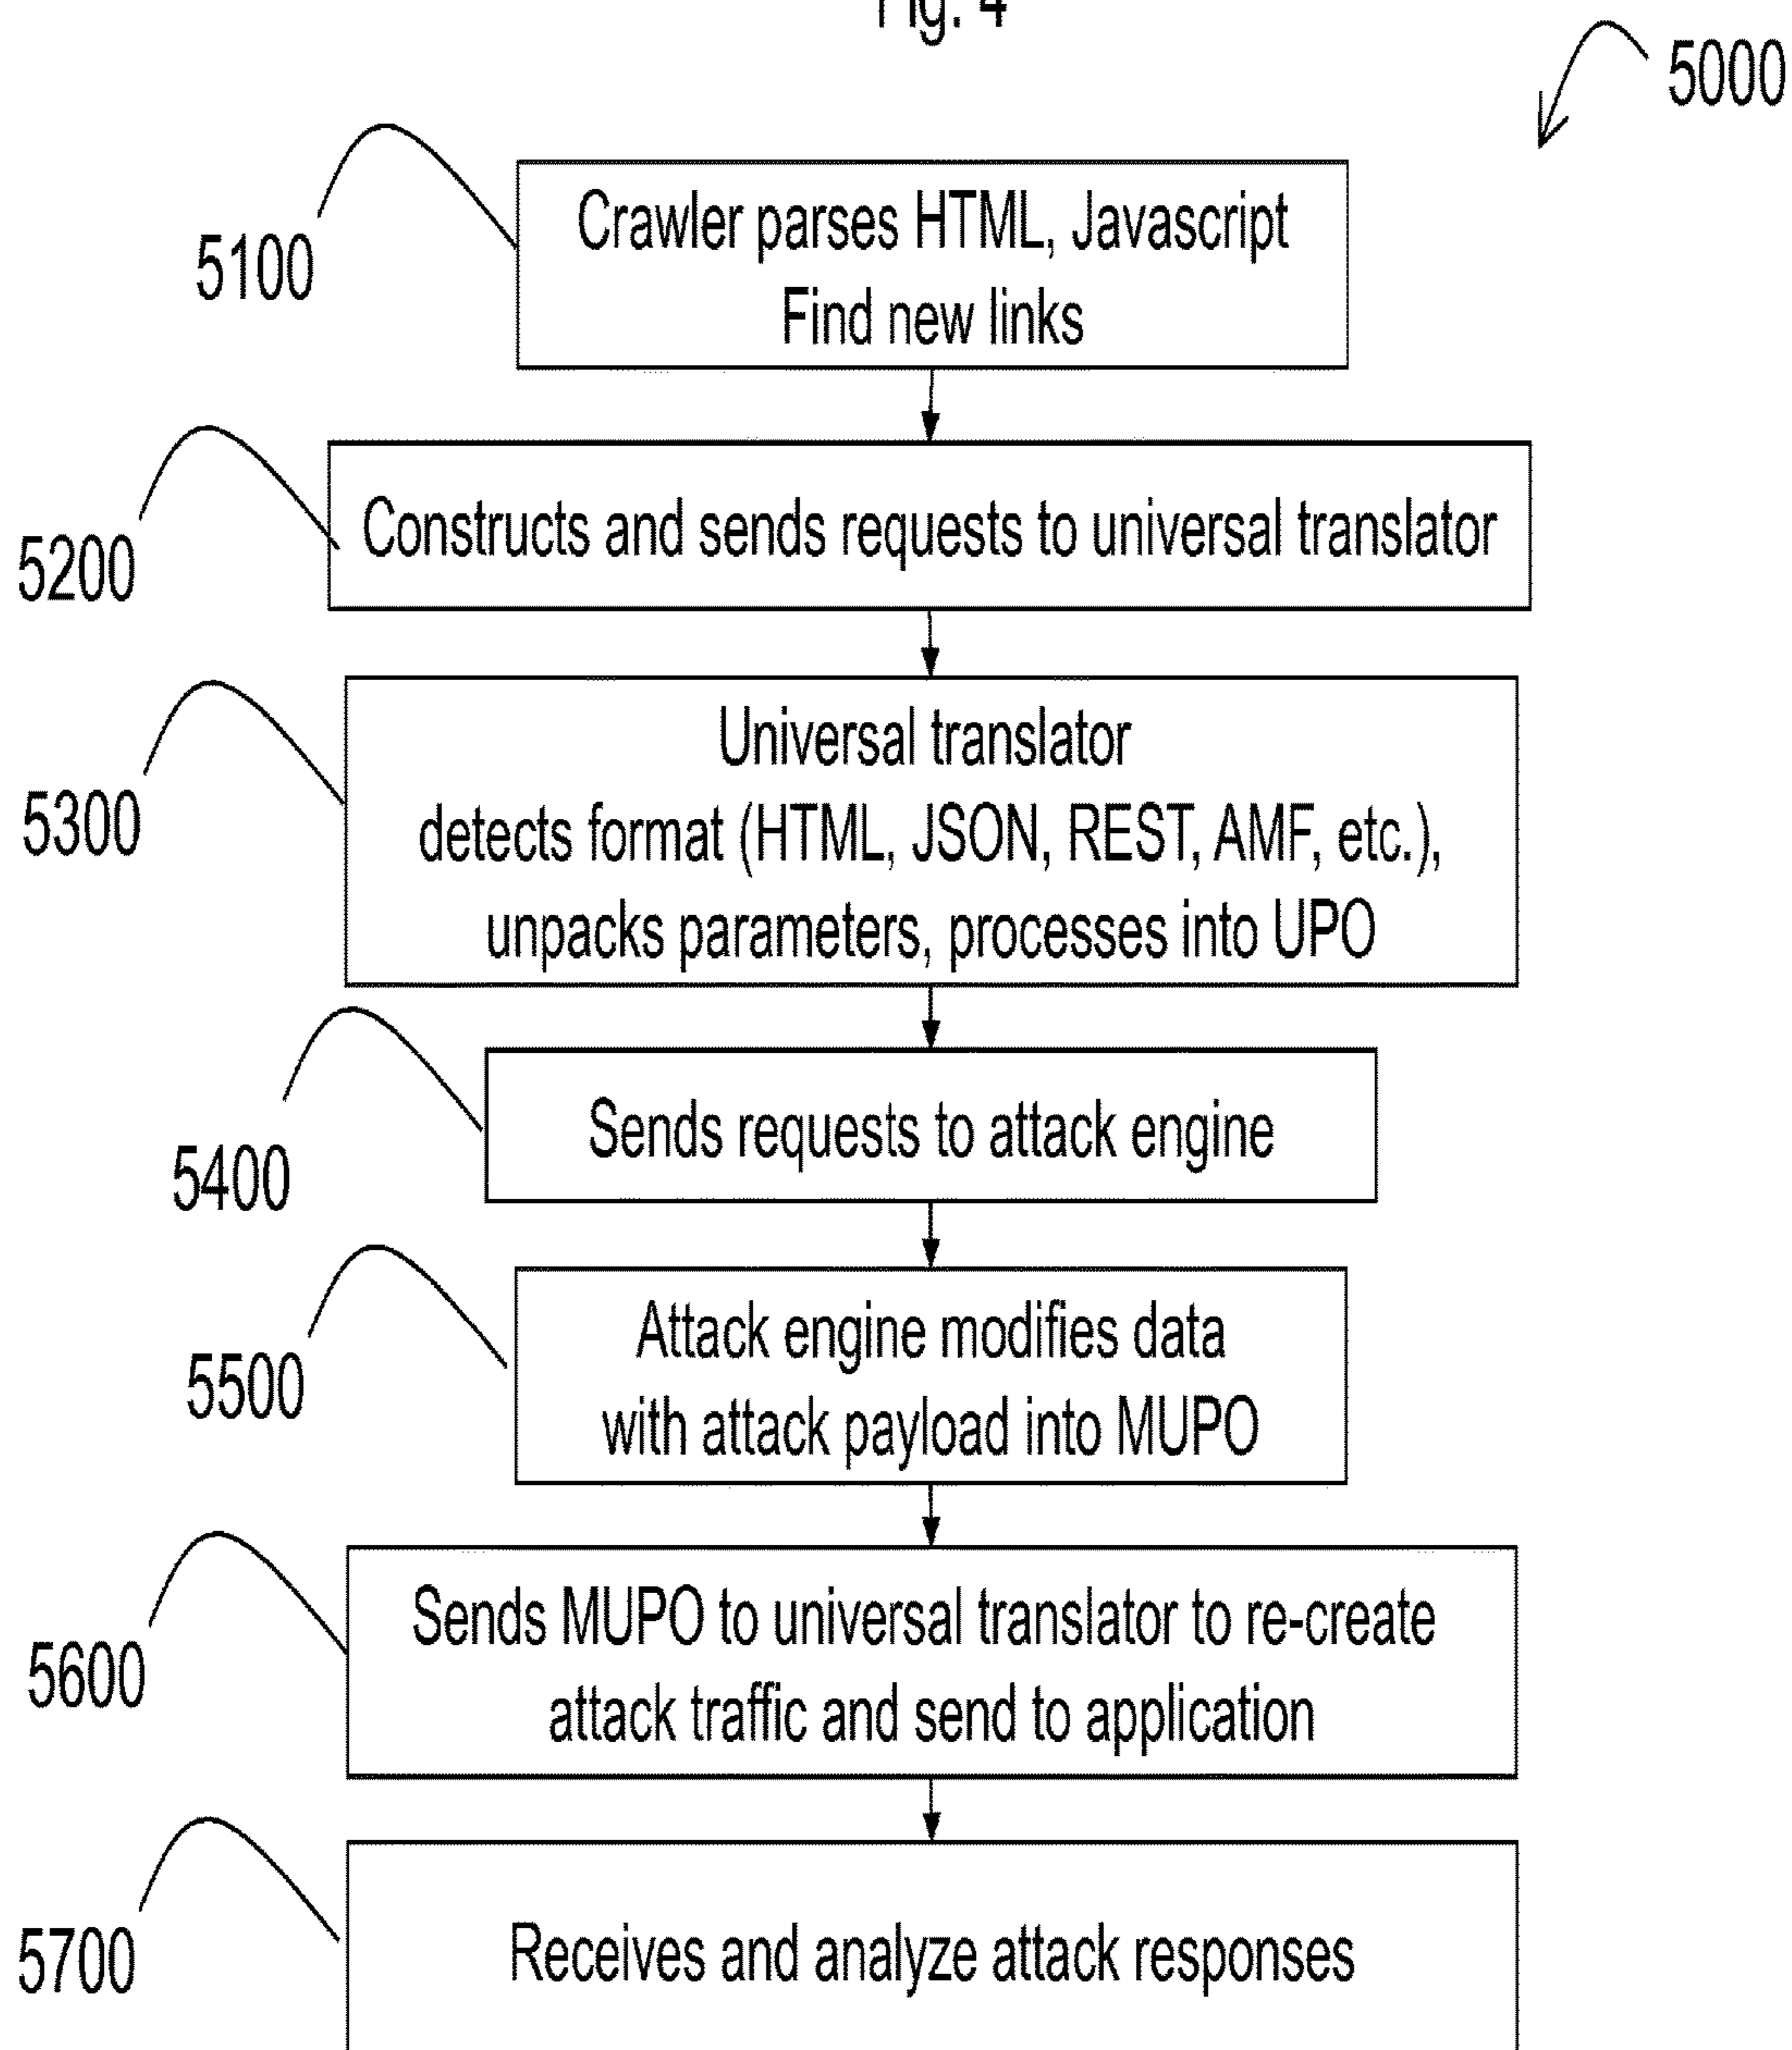 Fig. 4
5000
5100
Crawler parses HTML, Javascript
Find new links
5200
Constructs and sends requests to universal translator
5300
Universal translator
detects format (HTML, JSON, REST, AMF, etc.),
unpacks parameters, processes into UPO
5400
Sends requests to attack engine
5500
Attack engine modifies data
with attack payload into MUPO
5600
Sends MUPO to universal translator to re-create
attack traffic and send to application
5700
Receives and analyze attack responses